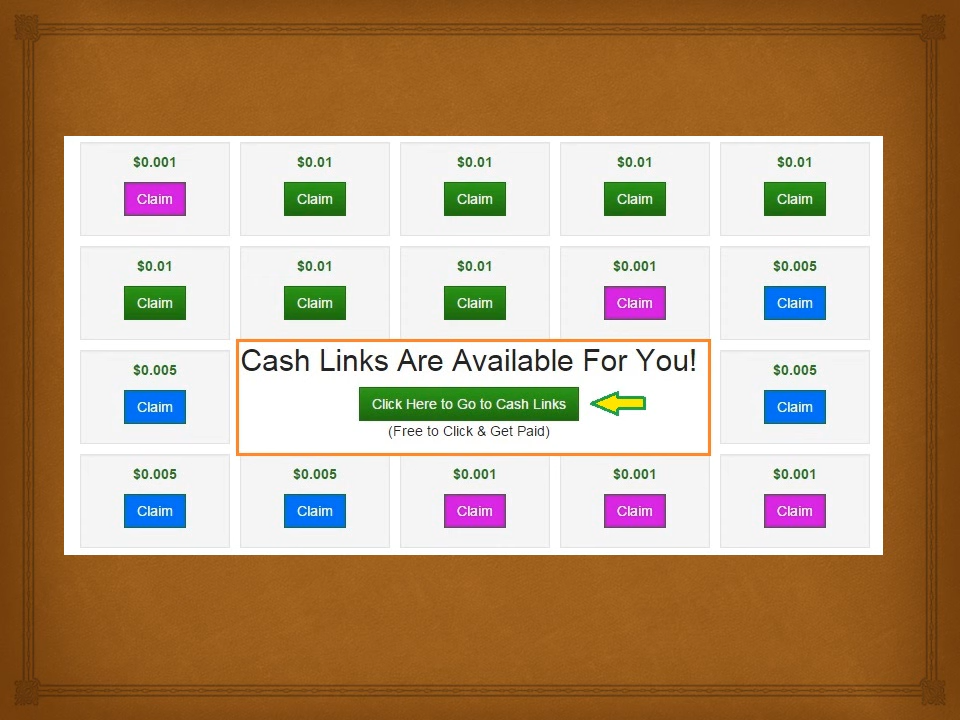 $0.001 $0.01 $0.01 $0.01 $0.01
Claim Claim Claim Claim Claim
$0.01 $0.01 $0.01 $0.001 $0.005
Claim Claim Claim Claim Claim
Cash Links Are Available For You!
$0.005 $0.005
Claim Click Here to Go to Cash Links Claim
(Free to Click & Get Paid)
$0.005 $0.005 $0.001 $0.001 $0.001
Claim Claim Claim Claim Claim